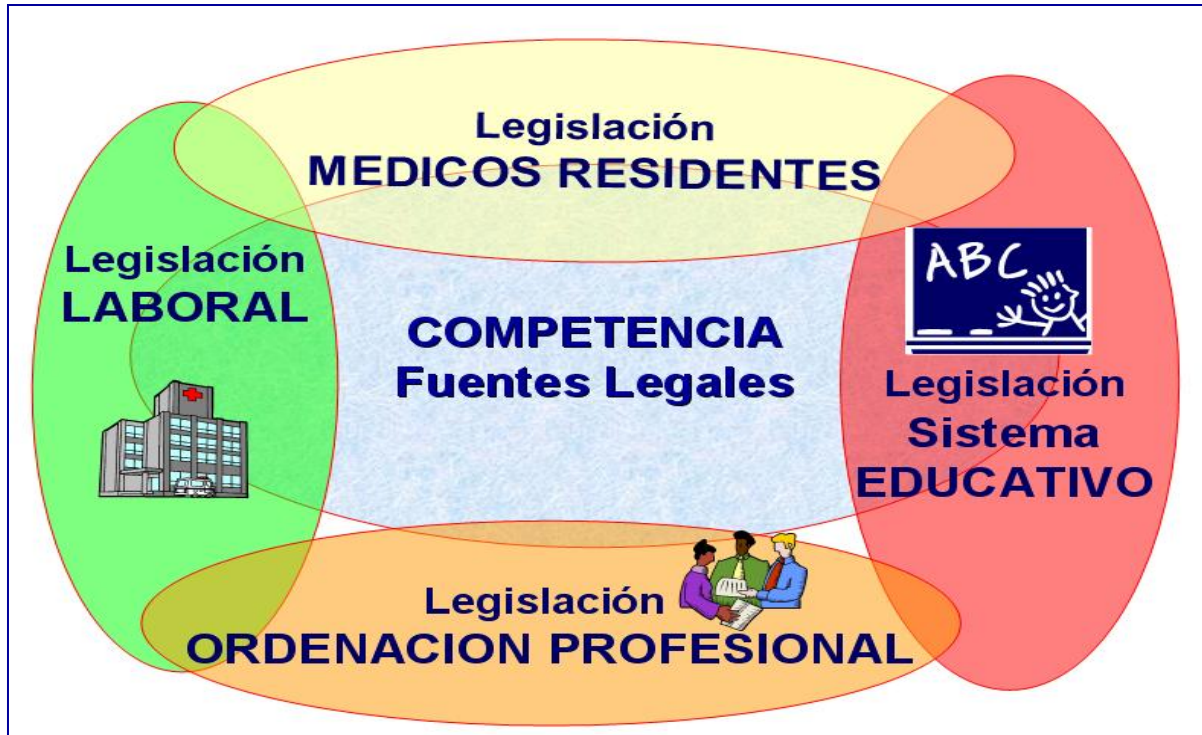 Legislación
MEDICOS RESIDENTES
Legislación
LABORAL
COMPETENCIA
Fuentes Legales
ABC
Legislación
Sistema
EDUCATIVO
Legislación
ORDENACION PROFESIONAL